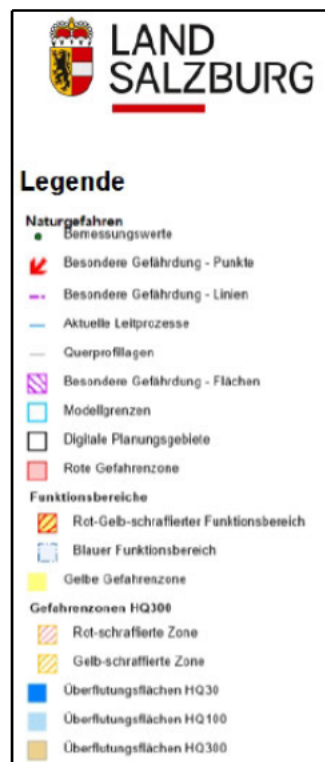 LAND
SALZBURG
Legende
Naturgefahren
Bemessungswerte
Besondere Gefährdung - Punkte
Besondere Gefährdung - Linien
Aktuelle Leitprozesse
Querprofillagen
Besondere Gefährdung - Flächen
Modellgrenzen
Digitale Planungsgebiete
Rote Gefahrenzone
Funktionsbereiche
Rot-Gelb-schraffierter Funktionsbereich
Blauer Funktionsbereich
Gelbe Gefahrenzone
Gefahrenzonen HQ300
Rot-schraffierte Zone
Gelb-schraffierte Zone
Überflutungsflächen HQ30
Überflutungsflächen HQ100
Überflutungsflächen HQ300